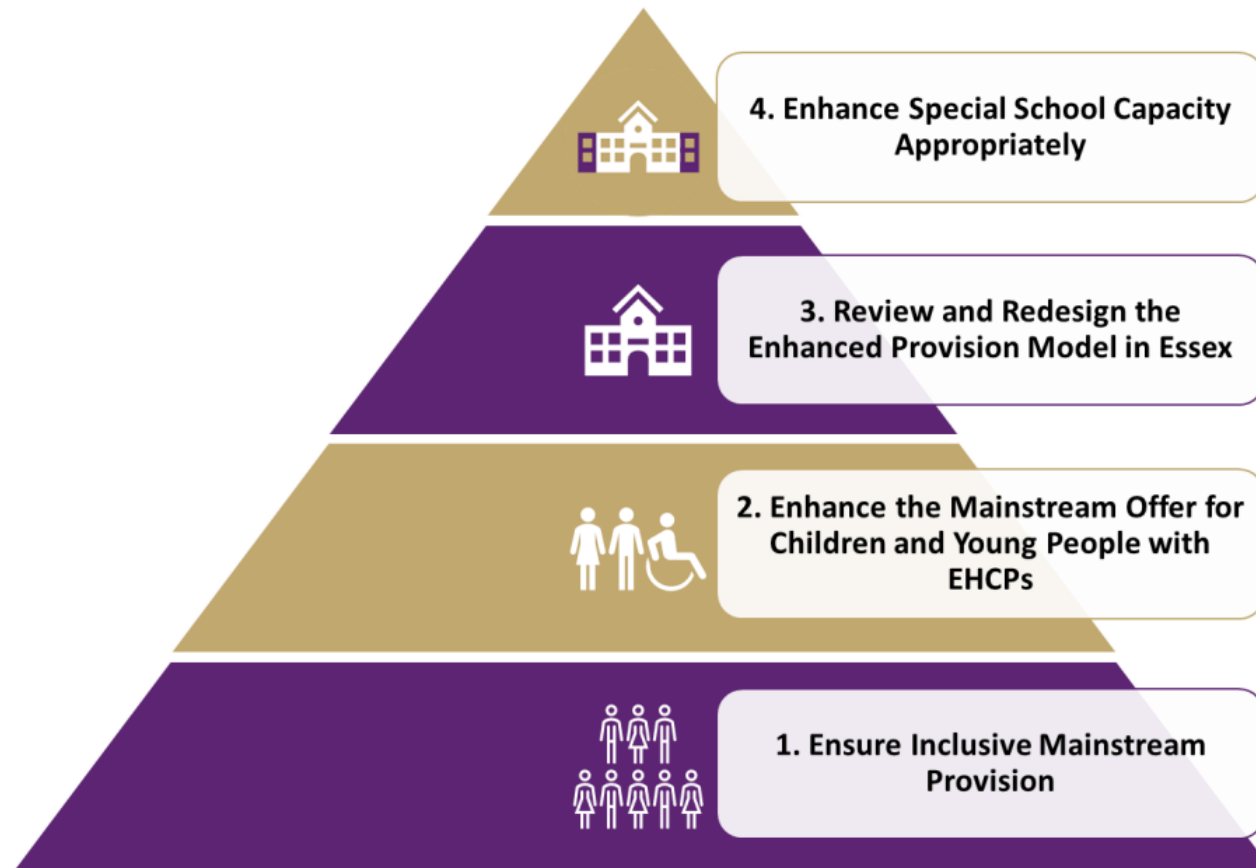 4. Enhance Special School Capacity
Appropriately
3. Review and Redesign the
Enhanced Provision Model in Essex
2. Enhance the Mainstream Offer for
Children and Young People with
EHCPs
1. Ensure Inclusive Mainstream
Provision